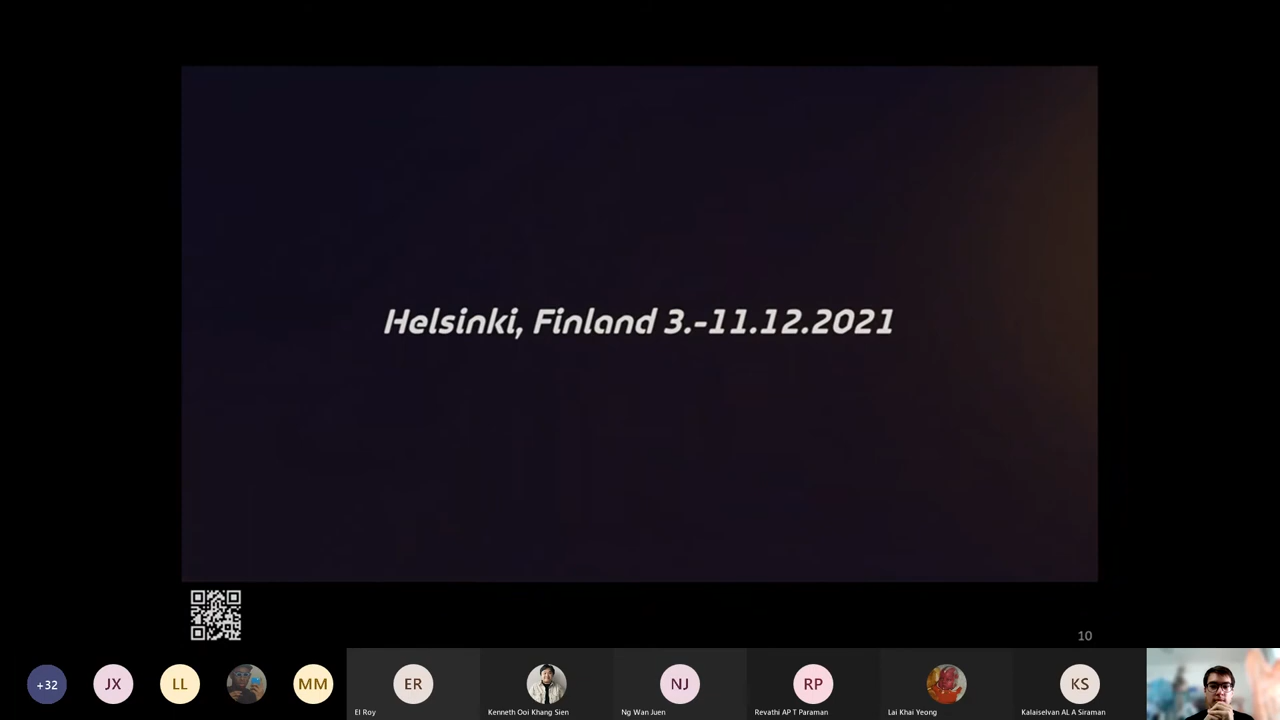 Helsinki, Finland 3.-11.12.2021
10
+32
JX
LL
MM
ER
NJ
RP
KS
El Roy
Kenneth Ooi Khang Sien
Ng Wan Juen
Revathi AP T Paraman
Lai Khai Yeong
Kalaiselvan AL A Siraman